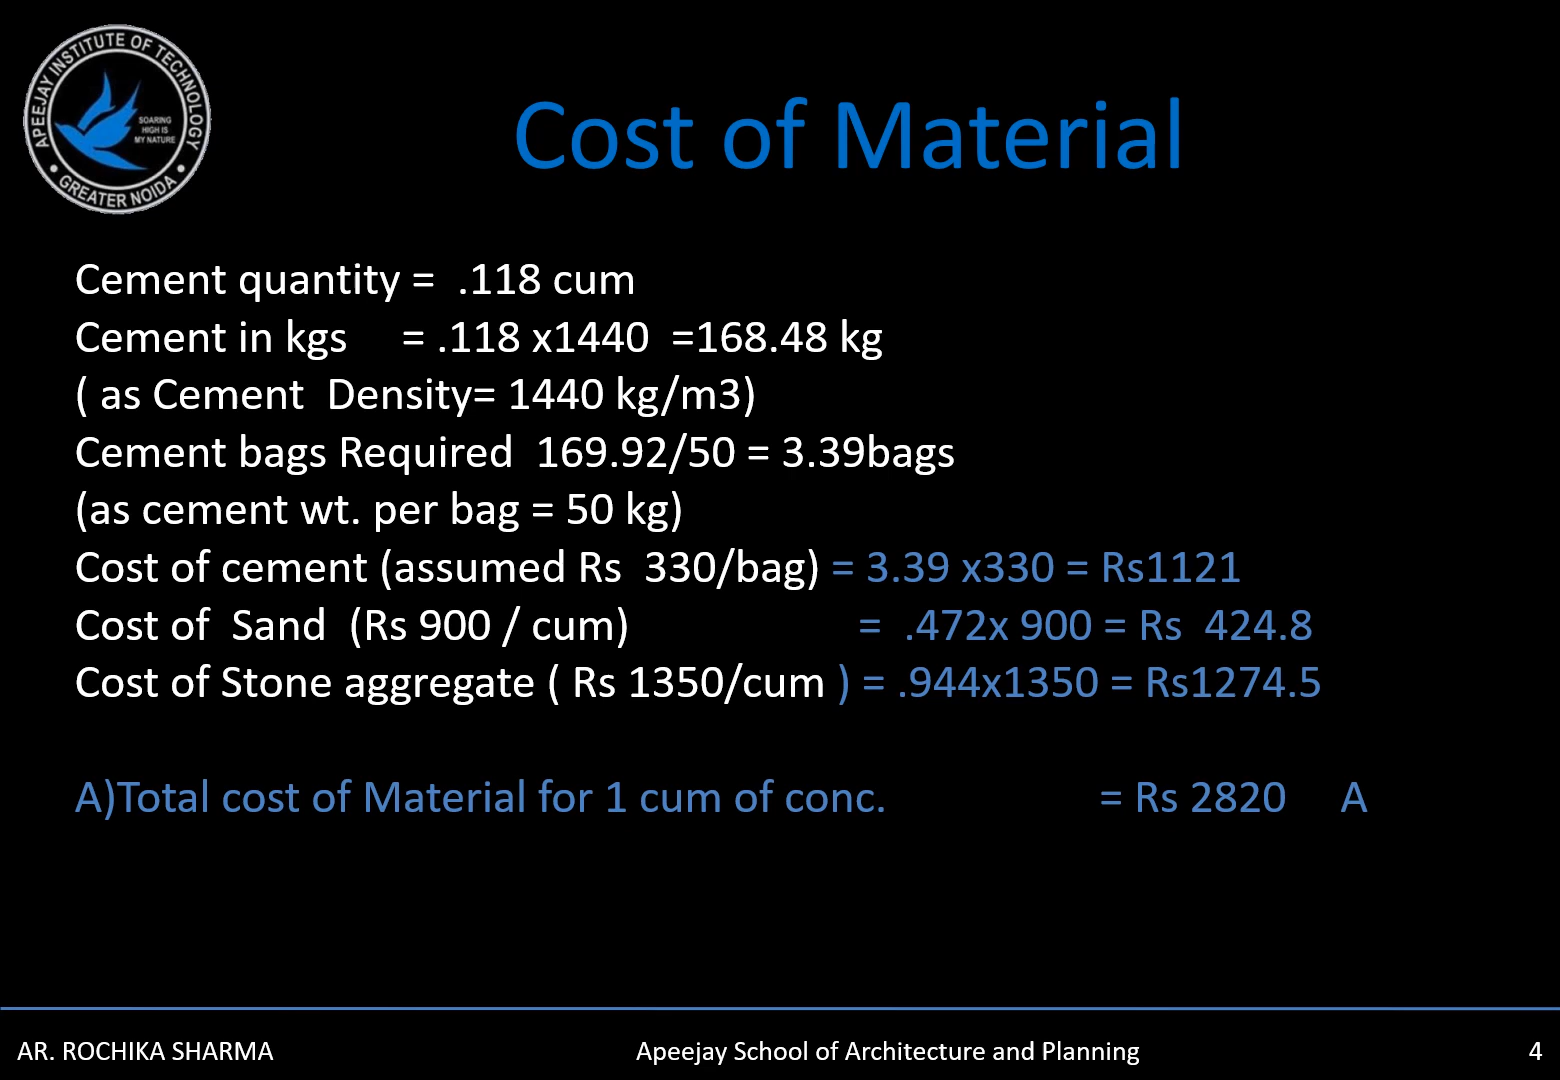 APEEJAY INSTITUTE OF TECHNOLOGY
SOARING
HIGH IS
MY NATURE
GREATER NOIDA
Cost of Material
Cement quantity = .118 cum
Cement in kgs = .118 x1440 =168.48 kg
( as Cement Density= 1440 kg/m3)
Cement bags Required 169.92/50 = 3.39bags
(as cement wt. per bag = 50 kg)
Cost of cement (assumed Rs 330/bag) = 3.39 x330 = Rs1121
Cost of Sand (Rs 900 / cum) = .472x 900 = Rs 424.8
Cost of Stone aggregate ( Rs 1350/cum ) = .944x1350 = Rs1274.5
A)Total cost of Material for 1 cum of conc. = Rs 2820 A
AR. ROCHIKA SHARMA
Apeejay School of Architecture and Planning
4